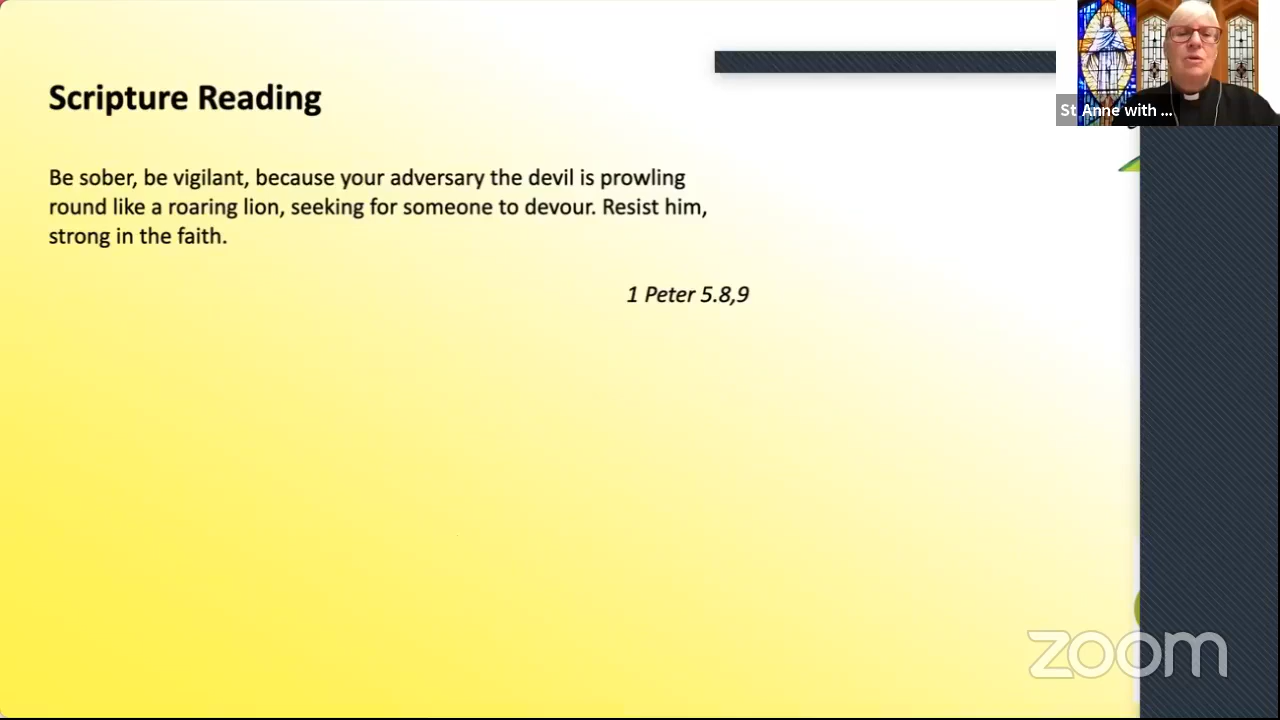 Scripture Reading
Be sober, be vigilant, because your adversary the devil is prowling
round like a roaring lion, seeking for someone to devour. Resist him,
strong in the faith.
1 Peter 5.8,9
St Anne with ...
zoom